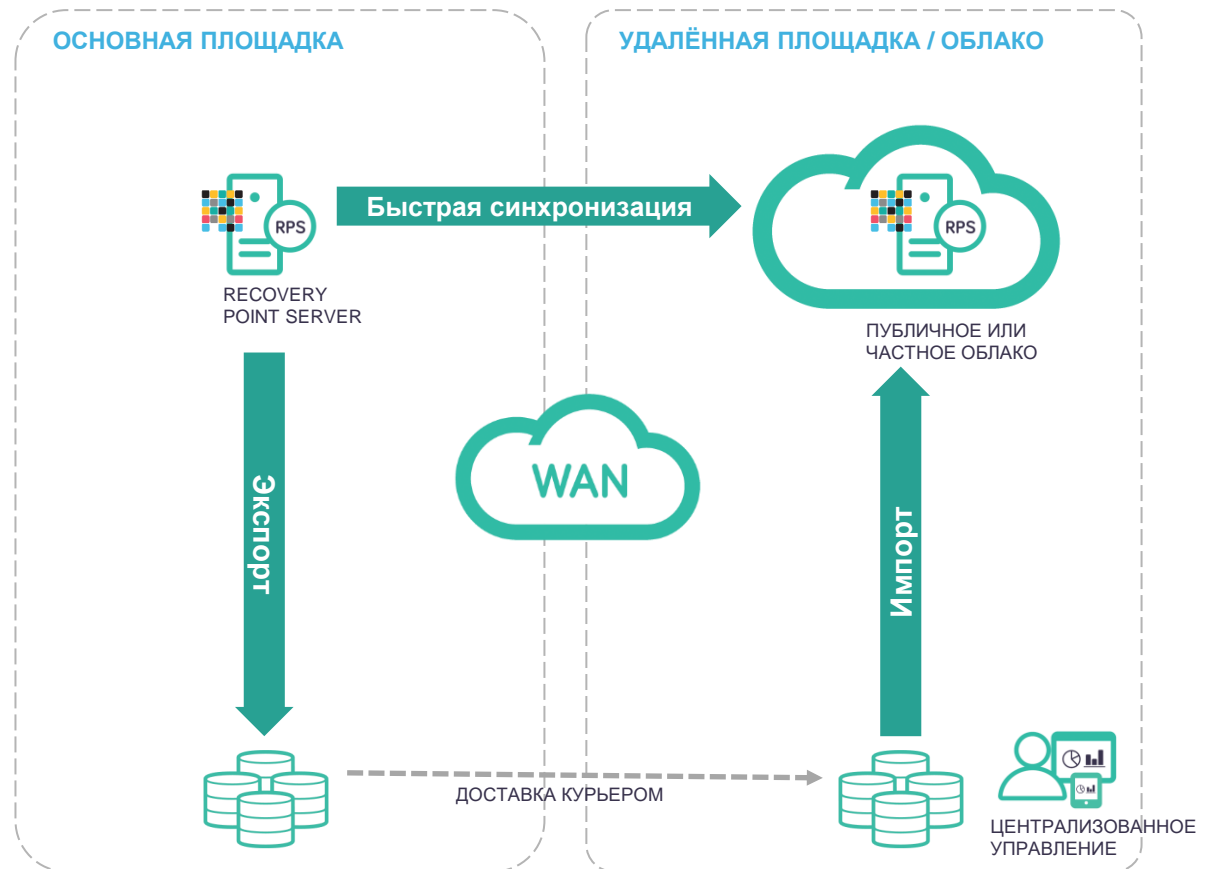 ОСНОВНАЯ ПЛОЩАДКА
УДАЛЁННАЯ ПЛОЩАДКА / ОБЛАКО
Быстрая синхронизация
RPS
RPS
RECOVERY
POINT SERVER
ПУБЛИЧНОЕ ИЛИ
ЧАСТНОЕ ОБЛАКО
WAN
Экспорт
Импорт
ДОСТАВКА КУРЬЕРОМ
ЦЕНТРАЛИЗОВАННОЕ
УПРАВЛЕНИЕ